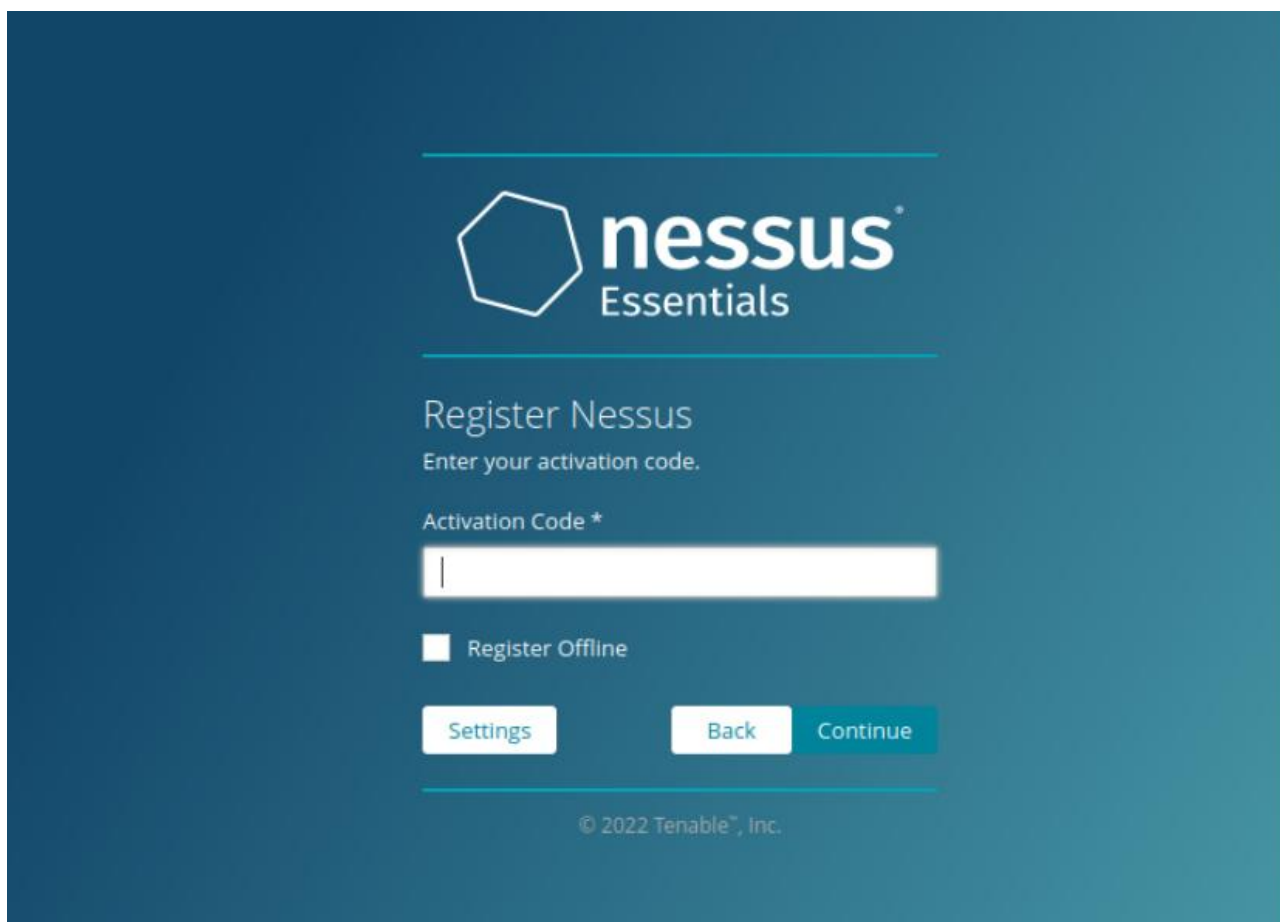 nessus®
Essentials
Register Nessus
Enter your activation code.
Activation Code *
Register Offline
Settings Back Continue
© 2022 Tenable™, Inc.